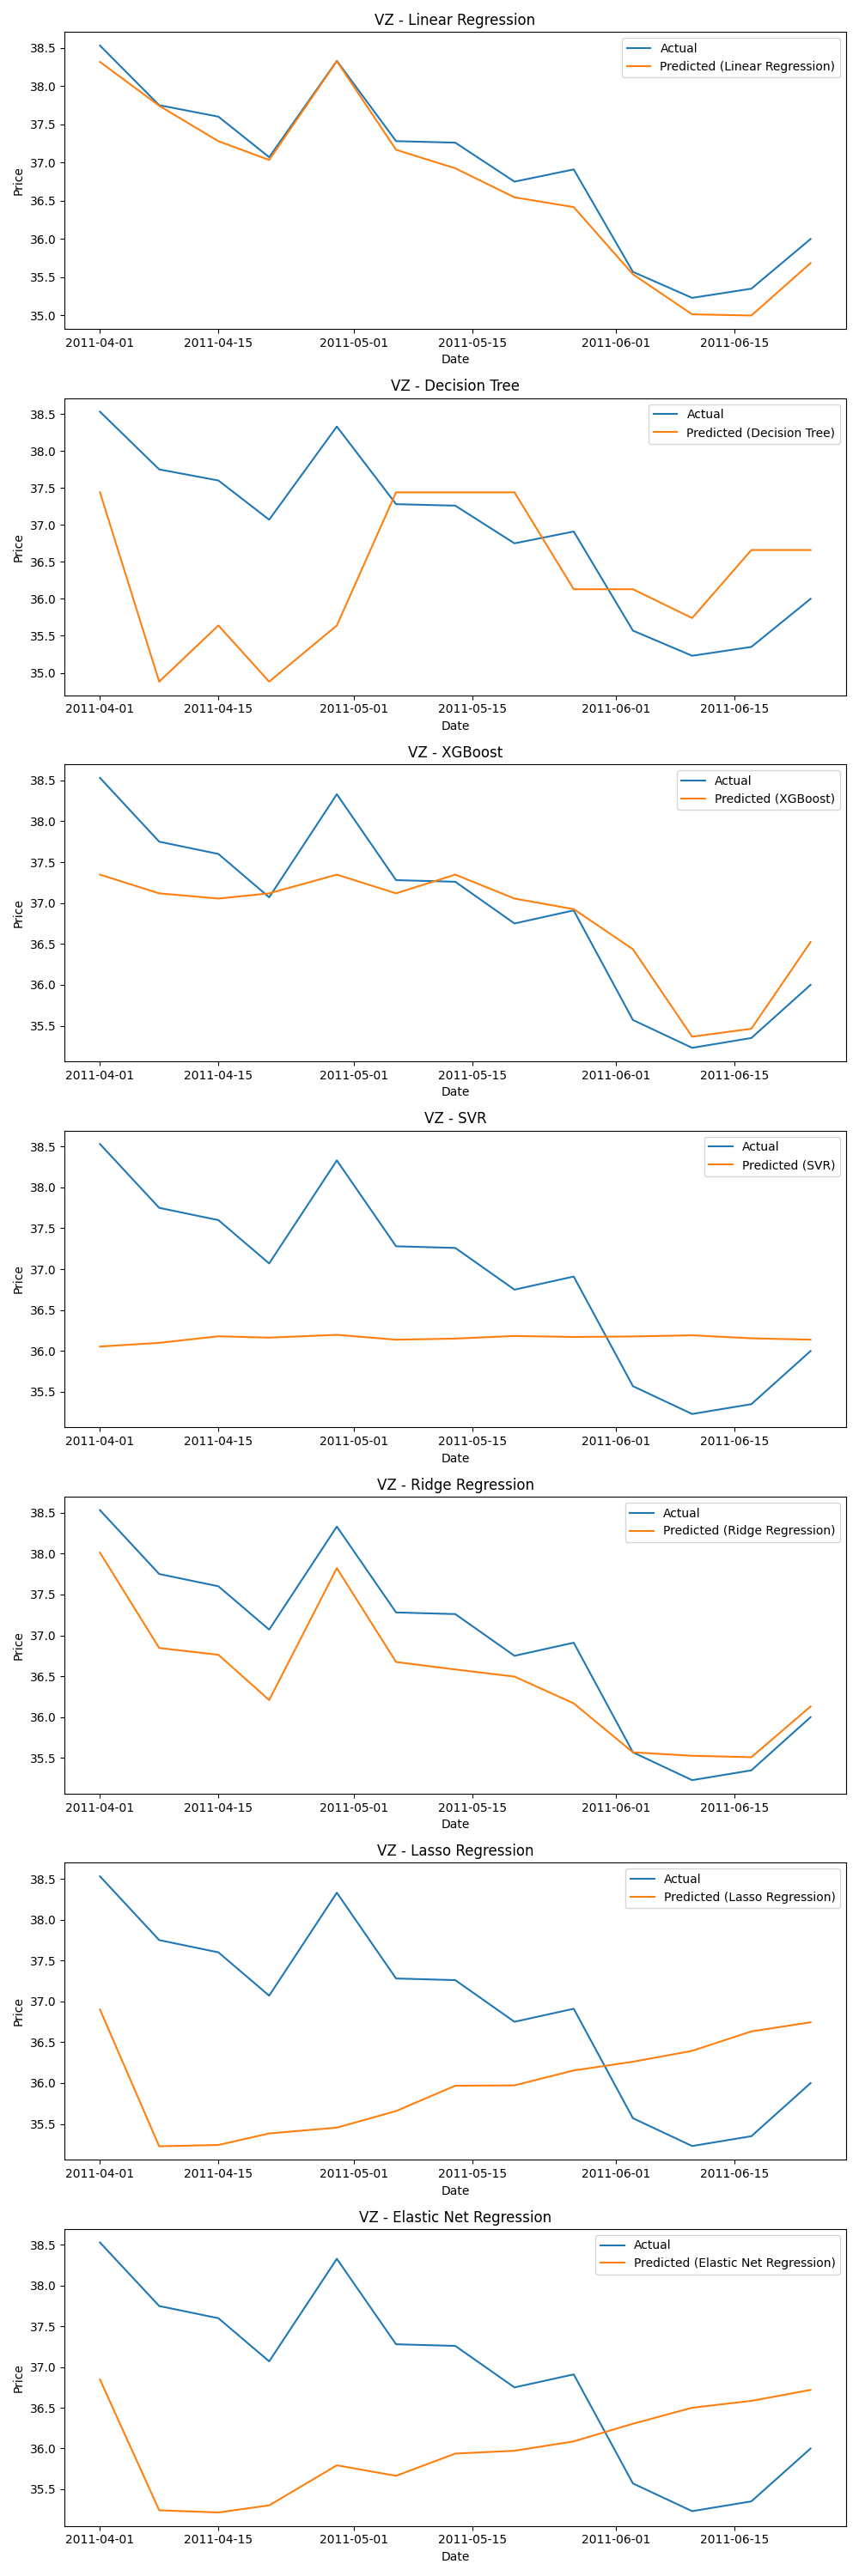 VZ - Linear Regression
Actual
Predicted (Linear Regression)
38.5
38.0
37.5
37.0
36.5
36.0
35.5
35.0
Price
2011-04-01 2011-04-15 2011-05-01 2011-05-15 2011-06-01 2011-06-15
Date
VZ - Decision Tree
Actual
Predicted (Decision Tree)
38.5
38.0
37.5
37.0
36.5
36.0
35.5
35.0
Price
2011-04-01 2011-04-15 2011-05-01 2011-05-15 2011-06-01 2011-06-15
Date
VZ - XGBoost
Actual
Predicted (XGBoost)
38.5
38.0
37.5
37.0
36.5
36.0
35.5
Price
2011-04-01 2011-04-15 2011-05-01 2011-05-15 2011-06-01 2011-06-15
Date
VZ - SVR
Actual
Predicted (SVR)
38.5
38.0
37.5
37.0
36.5
36.0
35.5
Price
2011-04-01 2011-04-15 2011-05-01 2011-05-15 2011-06-01 2011-06-15
Date
VZ - Ridge Regression
Actual
Predicted (Ridge Regression)
38.5
38.0
37.5
37.0
36.5
36.0
35.5
Price
2011-04-01 2011-04-15 2011-05-01 2011-05-15 2011-06-01 2011-06-15
Date
VZ - Lasso Regression
Actual
Predicted (Lasso Regression)
38.5
38.0
37.5
37.0
36.5
36.0
35.5
Price
2011-04-01 2011-04-15 2011-05-01 2011-05-15 2011-06-01 2011-06-15
Date
VZ - Elastic Net Regression
Actual
Predicted (Elastic Net Regression)
38.5
38.0
37.5
37.0
36.5
36.0
35.5
Price
2011-04-01 2011-04-15 2011-05-01 2011-05-15 2011-06-01 2011-06-15
Date